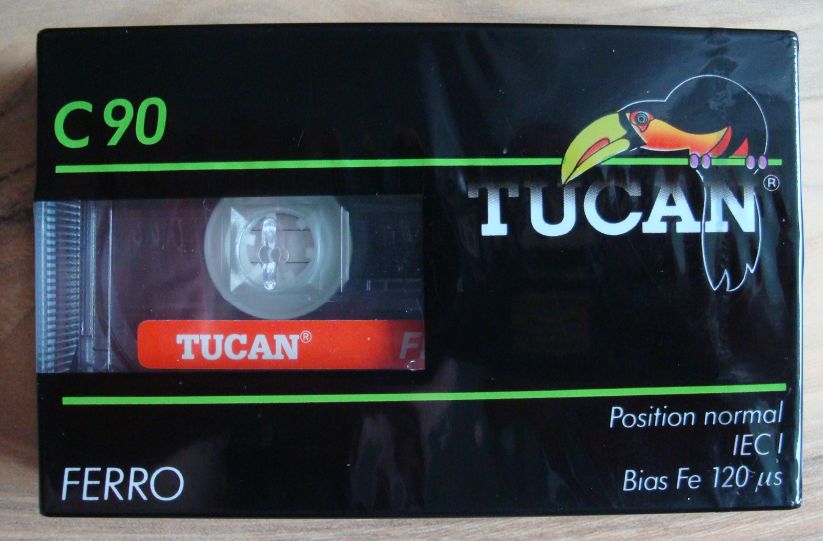 C 90
TUCAN®
TUCAN®
F
Position normal
IEC I
Bias Fe 120 µs
FERRO